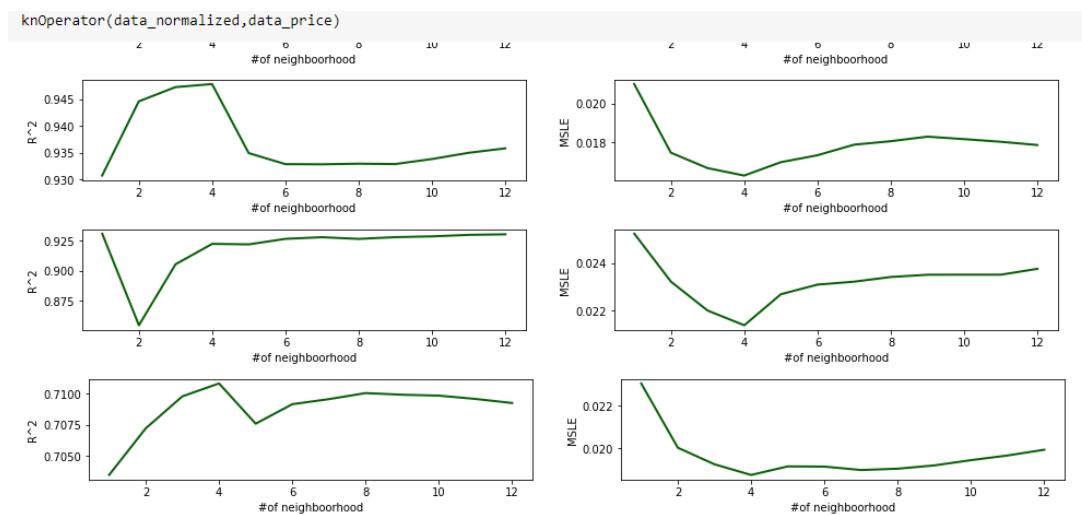 knOperator(data_normalized,data_price)
2 4 6 8 10 12
#of neighboorhood
2 4 6 8 10 12
#of neighboorhood
0.945
0.940
0.935
0.930
R^2
2 4 6 8 10 12
#of neighboorhood
0.020
0.018
MSLE
2 4 6 8 10 12
#of neighboorhood
0.925
0.900
0.875
R^2
2 4 6 8 10 12
#of neighboorhood
0.024
0.022
MSLE
2 4 6 8 10 12
#of neighboorhood
0.7100
0.7075
0.7050
R^2
2 4 6 8 10 12
#of neighboorhood
0.022
0.020
MSLE
2 4 6 8 10 12
#of neighboorhood